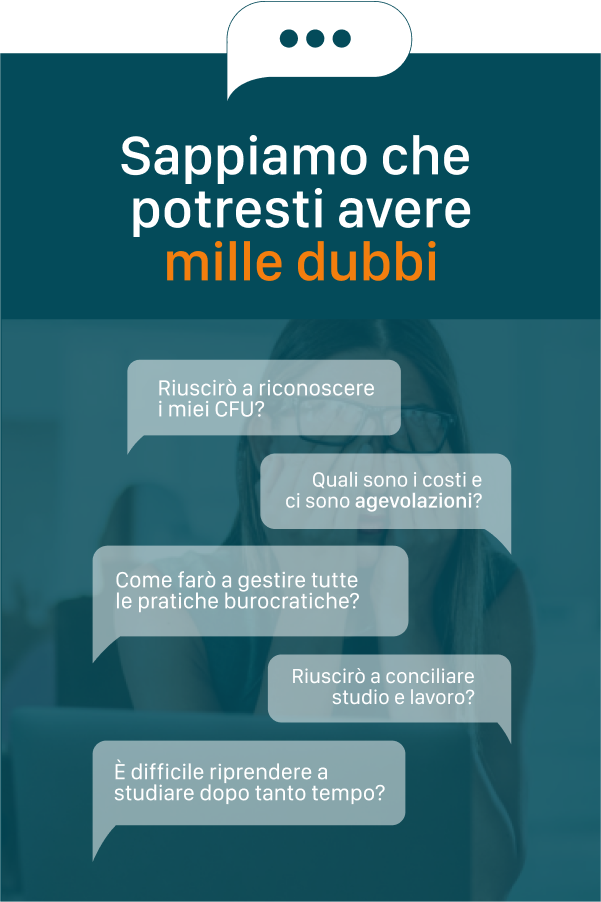 Sappiamo che
potresti avere
mille dubbi
Riuscirò a riconoscere
i miei CFU?
Quali sono i costi e
ci sono agevolazioni?
Come farò a gestire tutte
le pratiche burocratiche?
Riuscirò a conciliare
studio e lavoro?
È difficile riprendere a
studiare dopo tanto tempo?